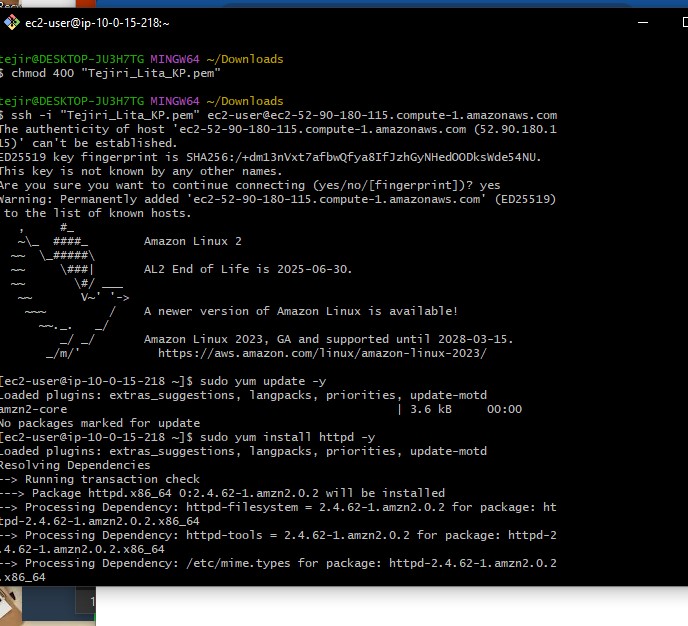 ec2-user@ip-10-0-15-218:~
tejir@DESKTOP-JU3H7TG MINGW64 ~/Downloads
$ chmod 400 "Tejiri_Lita_KP.pem"
tejir@DESKTOP-JU3H7TG MINGW64 ~/Downloads
$ ssh -i "Tejiri_Lita_KP.pem" ec2-user@ec2-52-90-180-115.compute-1.amazonaws.com
The authenticity of host 'ec2-52-90-180-115.compute-1.amazonaws.com (52.90.180.1
15)' can't be established.
ED25519 key fingerprint is SHA256:/+dm13nVxt7afbwQfya8IfJzhGyNHedOODksWde54NU.
This key is not known by any other names.
Are you sure you want to continue connecting (yes/no/[fingerprint])? yes
Warning: Permanently added 'ec2-52-90-180-115.compute-1.amazonaws.com' (ED25519)
 to the list of known hosts.
   ,     #_
   ~\_  ####_        Amazon Linux 2
  ~~  \_#####\
  ~~     \###|       AL2 End of Life is 2025-06-30.
  ~~       \#/ ___
   ~~       V~' '->
    ~~~         /    A newer version of Amazon Linux is available!
      ~~._.   _/
         _/ _/       Amazon Linux 2023, GA and supported until 2028-03-15.
       _/m/'           https://aws.amazon.com/linux/amazon-linux-2023/
[ec2-user@ip-10-0-15-218 ~]$ sudo yum update -y
Loaded plugins: extras_suggestions, langpacks, priorities, update-motd
amzn2-core                                               | 3.6 kB     00:00
No packages marked for update
[ec2-user@ip-10-0-15-218 ~]$ sudo yum install httpd -y
Loaded plugins: extras_suggestions, langpacks, priorities, update-motd
Resolving Dependencies
--> Running transaction check
---> Package httpd.x86_64 0:2.4.62-1.amzn2.0.2 will be installed
--> Processing Dependency: httpd-filesystem = 2.4.62-1.amzn2.0.2 for package: ht
tpd-2.4.62-1.amzn2.0.2.x86_64
--> Processing Dependency: httpd-tools = 2.4.62-1.amzn2.0.2 for package: httpd-2
.4.62-1.amzn2.0.2.x86_64
--> Processing Dependency: /etc/mime.types for package: httpd-2.4.62-1.amzn2.0.2
.x86_64
1